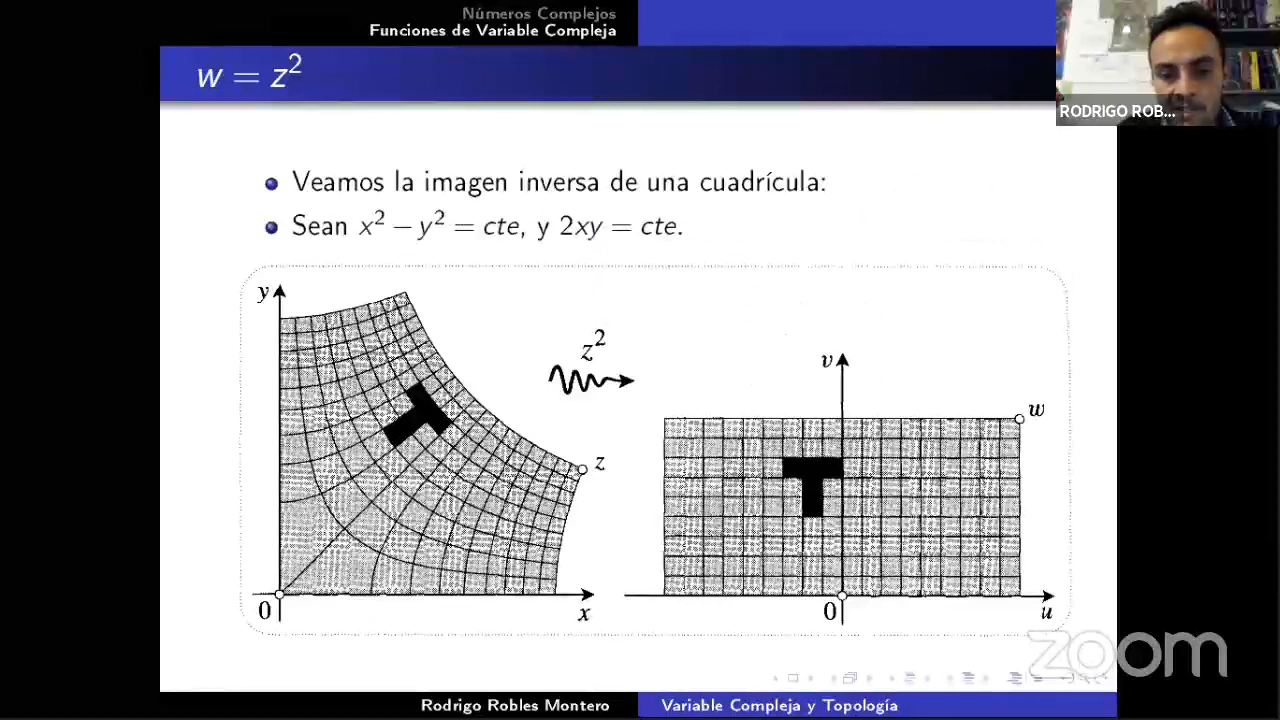 Números Complejos
Funciones de Variable Compleja
w = z²
RODRIGO ROB...
Veamos la imagen inversa de una cuadrícula:
Sean x² − y² = cte, y 2xy = cte.
y
z²
v
w
z
0
x
0
u
zoom
Rodrigo Robles Montero
Variable Compleja y Topología